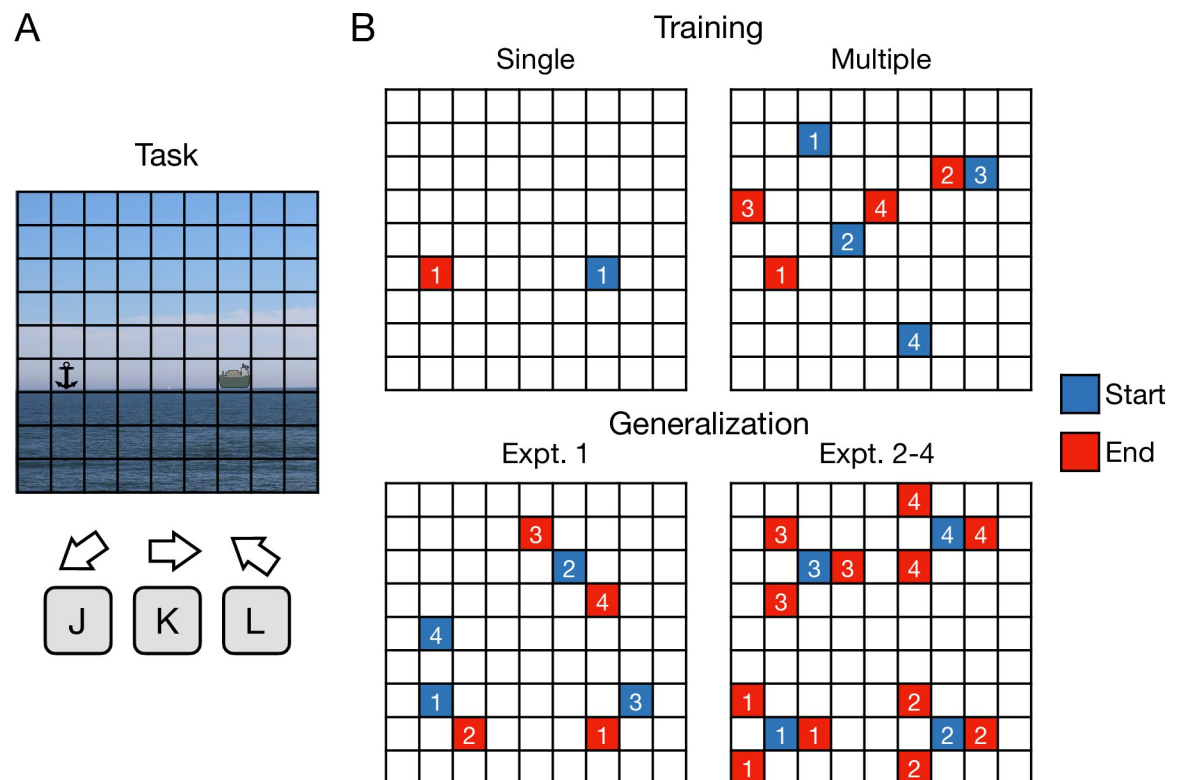 A
Task
J K L
B
Training
Single Multiple
1
2 3
3 4
2
1 1 1
4
Start
End
Generalization
Expt. 1 Expt. 2-4
4
3 3 4 4
2 3 3 4
4 3
4
1 3 1 2
2 1 1 1 2 2
1 2